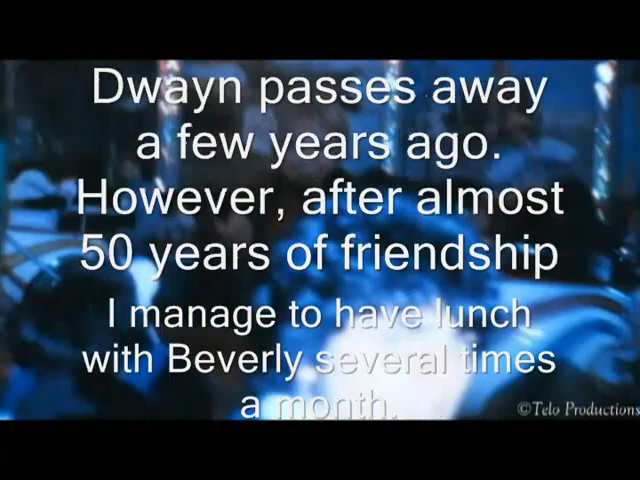 Dwayn passes away
a few years ago.
However, after almost
50 years of friendship
I manage to have lunch
with Beverly several times
a month.
©Telo Productions